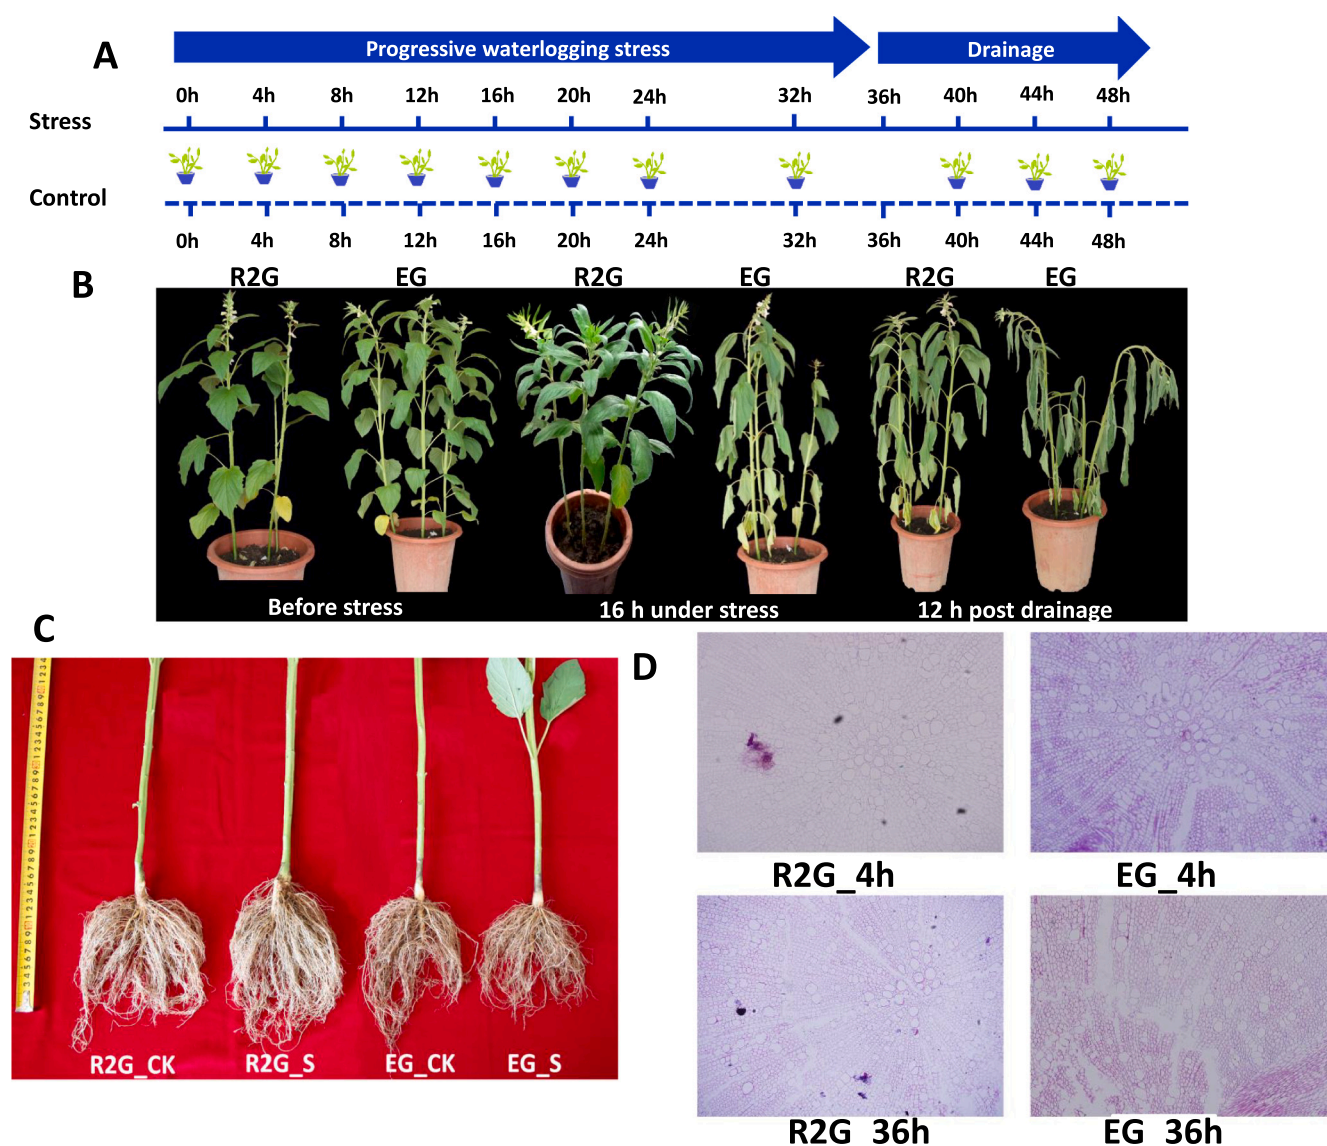 A
Progressive waterlogging stress
Drainage
0h 4h 8h 12h 16h 20h 24h 32h 36h 40h 44h 48h
Stress
Control
0h 4h 8h 12h 16h 20h 24h 32h 36h 40h 44h 48h
B
R2G EG R2G EG R2G EG
Before stress
16 h under stress
12 h post drainage
C
R2G_CK R2G_S EG_CK EG_S
D
R2G_4h
EG_4h
R2G_36h
EG_36h